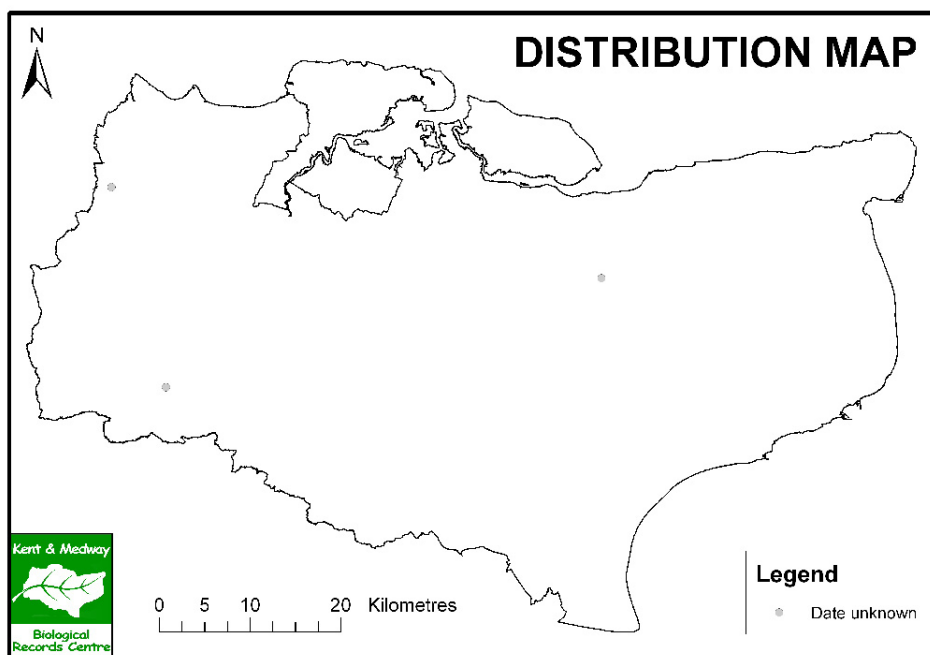 N
DISTRIBUTION MAP
Kent & Medway
Biological
Records Centre
0 5 10 20 Kilometres
Legend
Date unknown